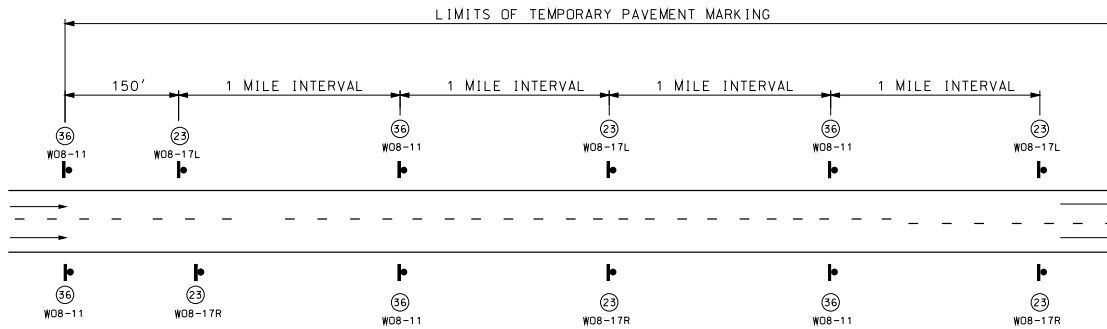 LIMITS OF TEMPORARY PAVEMENT MARKING
150' 1 MILE INTERVAL 1 MILE INTERVAL 1 MILE INTERVAL 1 MILE INTERVAL
36 23 36 23 36 23
W08-11 W08-17L W08-11 W08-17L W08-11 W08-17L
36 23 36 23 36 23
W08-11 W08-17R W08-11 W08-17R W08-11 W08-17R